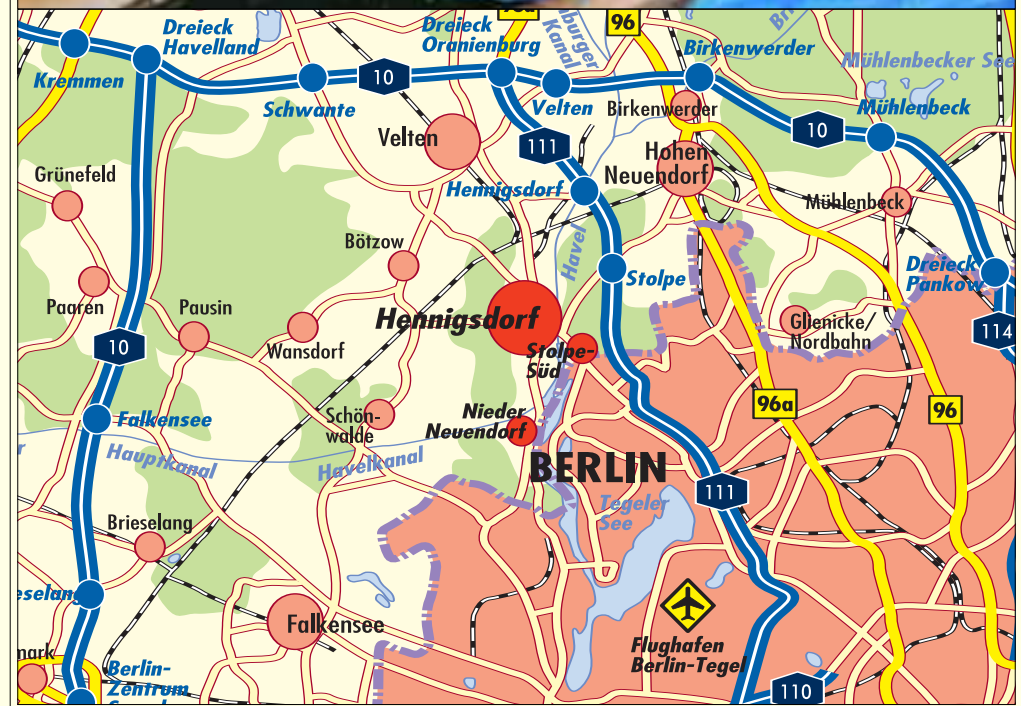 96
Dreieck
Havelland
Dreieck
Oranienburg
Kanal
Birkenwerder
Kremmen
10
Schwante
Velten
Mühlenbecker See
Mühlenbeck
Birkenwerder
10
Velten
111
Hohen
Neuendorf
Grünefeld
Hennigsdorf
Mühlenbeck
Bötzow
Havel
Stolpe
Dreieck
Pankow
Paaren
Pausin
Hennigsdorf
Glienicke/
Nordbahn
114
10
Wansdorf
Stolpe-
Süd
96a
96
Falkensee
Schön-
walde
Nieder
Neuendorf
Hauptkanal
Havelkanal
BERLIN
111
Tegeler
See
Brieselang
eselang
Falkensee
Flughafen
Berlin-Tegel
mark
Berlin-
Zentrum
110